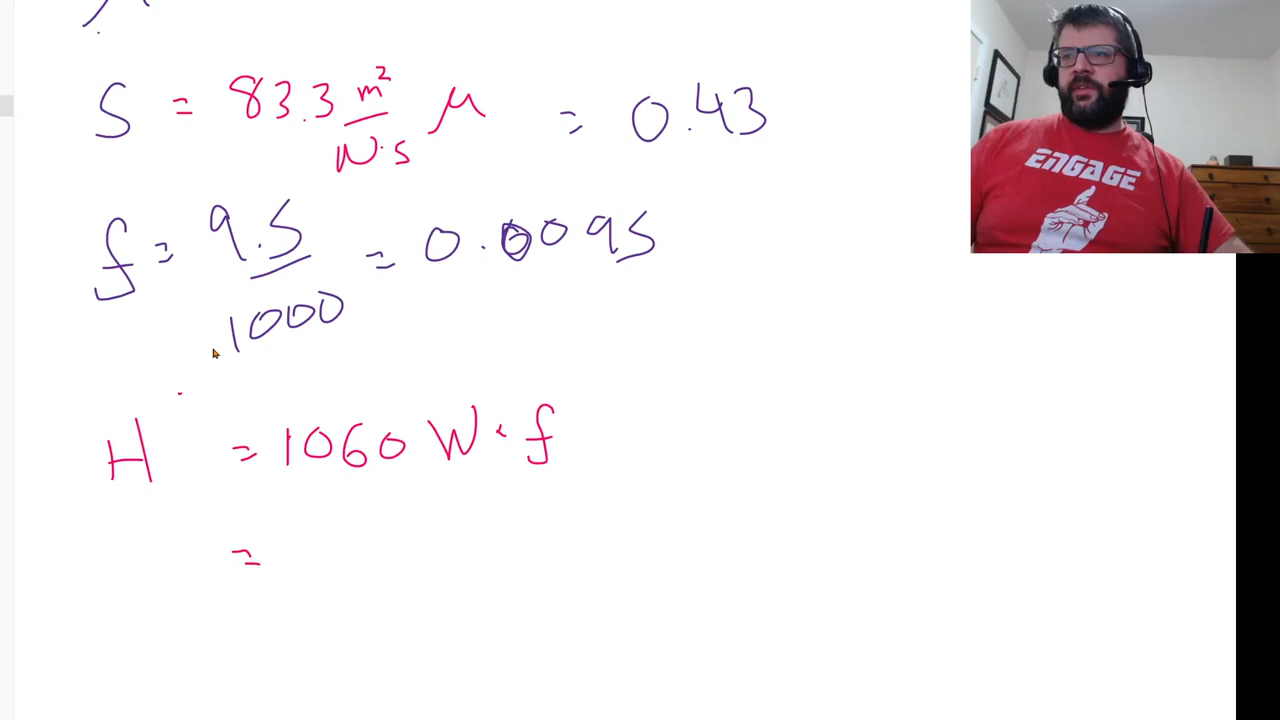 S = 83.3 m²/N·s μ = 0.43
f = 9.5/1000 = 0.0095
H = 1060 W · f
=
ENGAGE